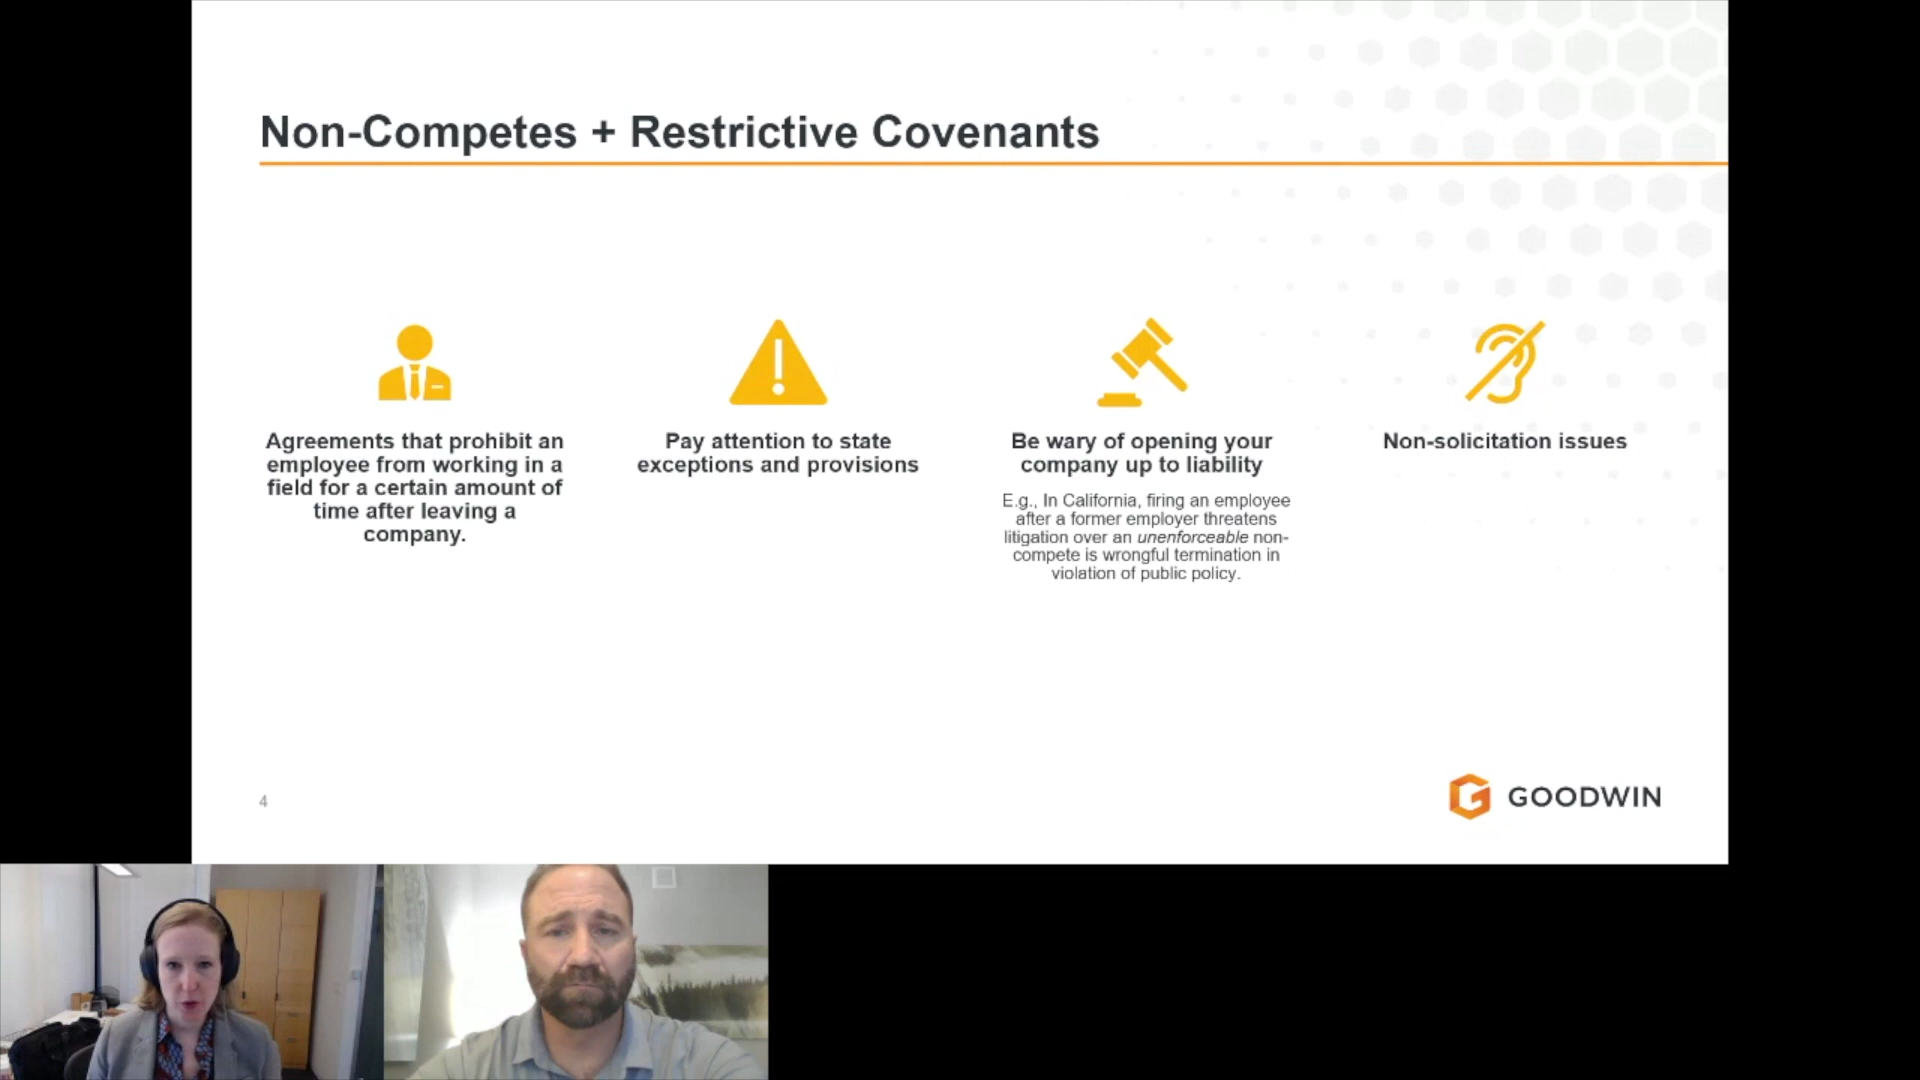 Non-Competes + Restrictive Covenants
Agreements that prohibit an
employee from working in a
field for a certain amount of
time after leaving a
company.
Pay attention to state
exceptions and provisions
Be wary of opening your
company up to liability
E.g., In California, firing an employee
after a former employer threatens
litigation over an unenforceable non-
compete is wrongful termination in
violation of public policy.
Non-solicitation issues
4
GOODWIN